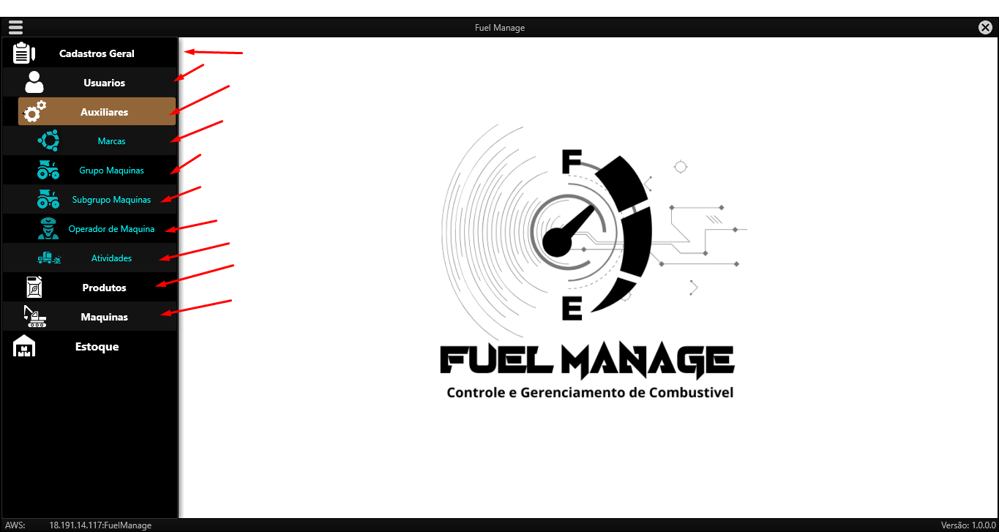 Fuel Manage
Cadastros Geral
Usuarios
Auxiliares
Marcas
Grupo Maquinas
Subgrupo Maquinas
Operador de Maquina
Atividades
Produtos
Maquinas
Estoque
F
E
FUEL MANAGE
Controle e Gerenciamento de Combustivel
AWS: 18.191.14.117:FuelManage
Versão: 1.0.0.0